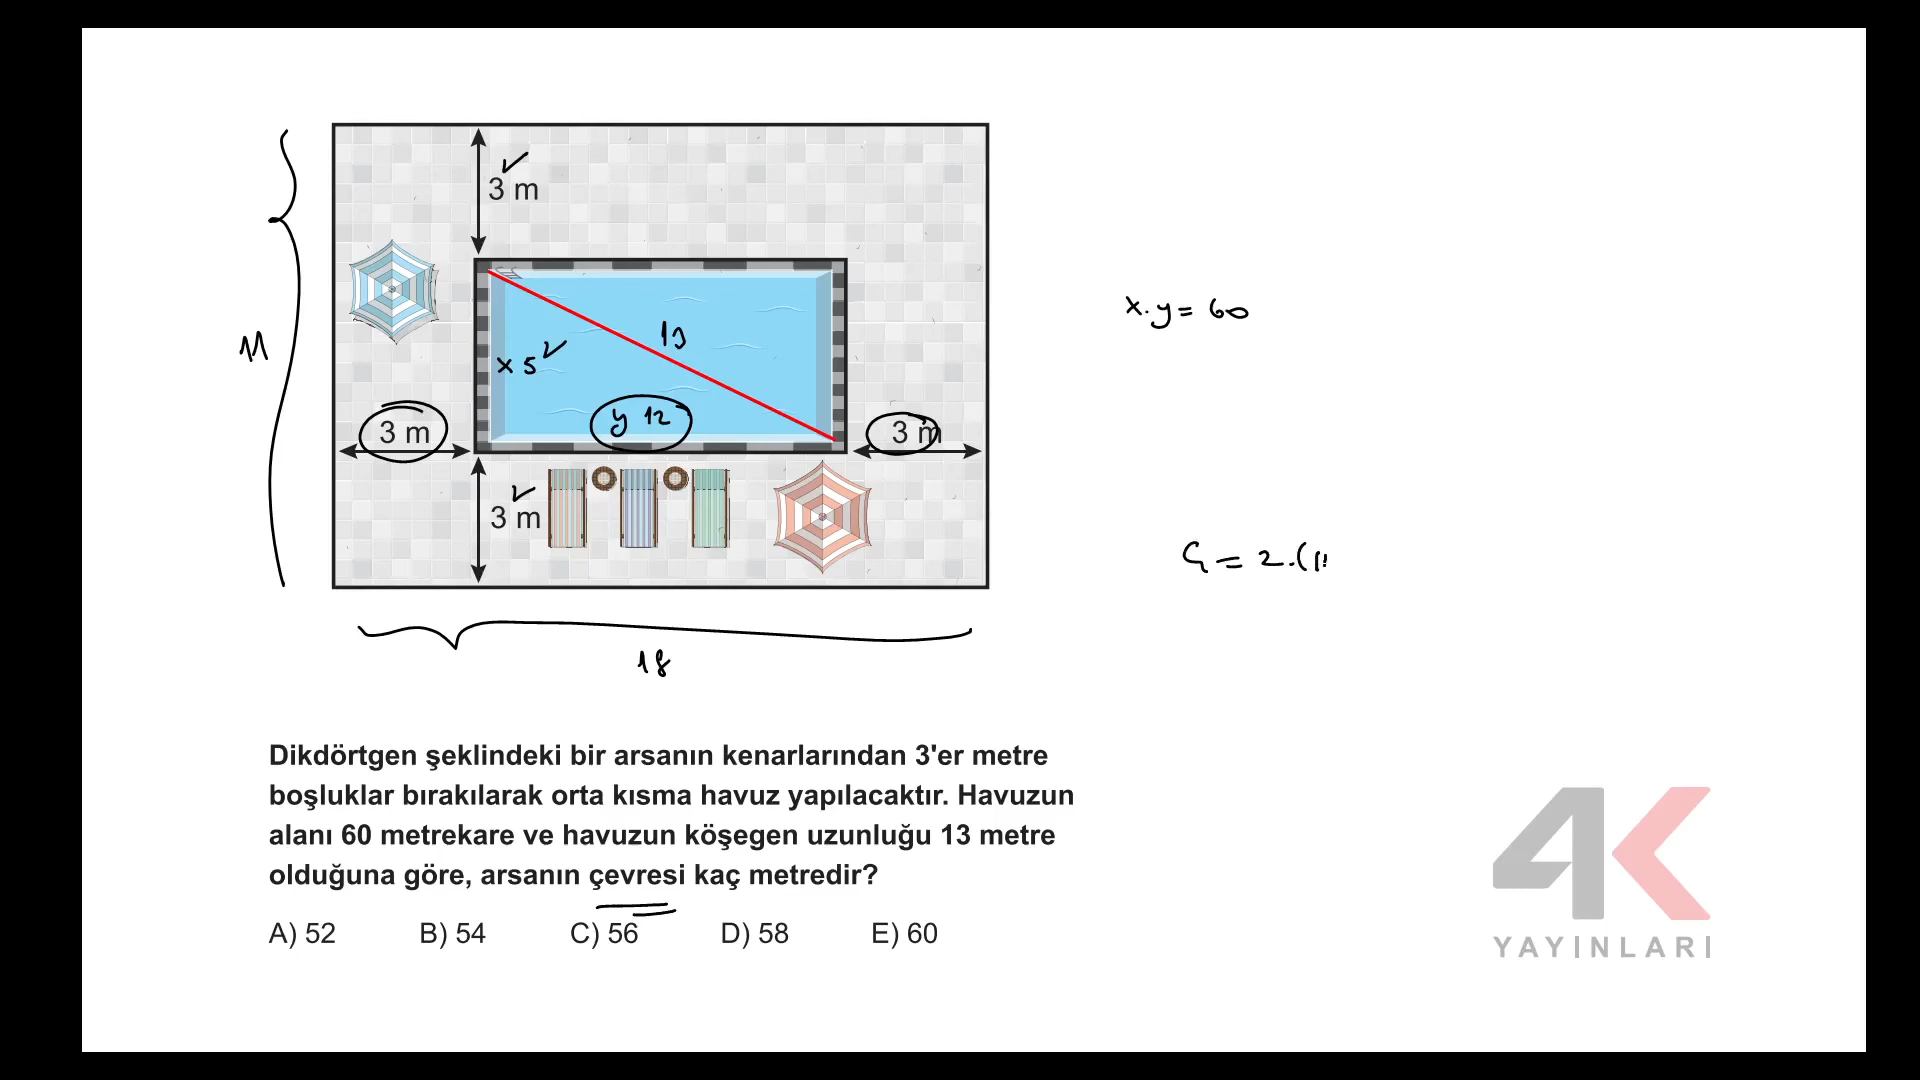 3 m
11
13
x 5
x.y = 60
y 12
3 m
3 m
3 m
Ç = 2.(11
18
Dikdörtgen şeklindeki bir arsanın kenarlarından 3'er metre
boşluklar bırakılarak orta kısma havuz yapılacaktır. Havuzun
alanı 60 metrekare ve havuzun köşegen uzunluğu 13 metre
olduğuna göre, arsanın çevresi kaç metredir?
A) 52 B) 54 C) 56 D) 58 E) 60
4K
YAYINLARI